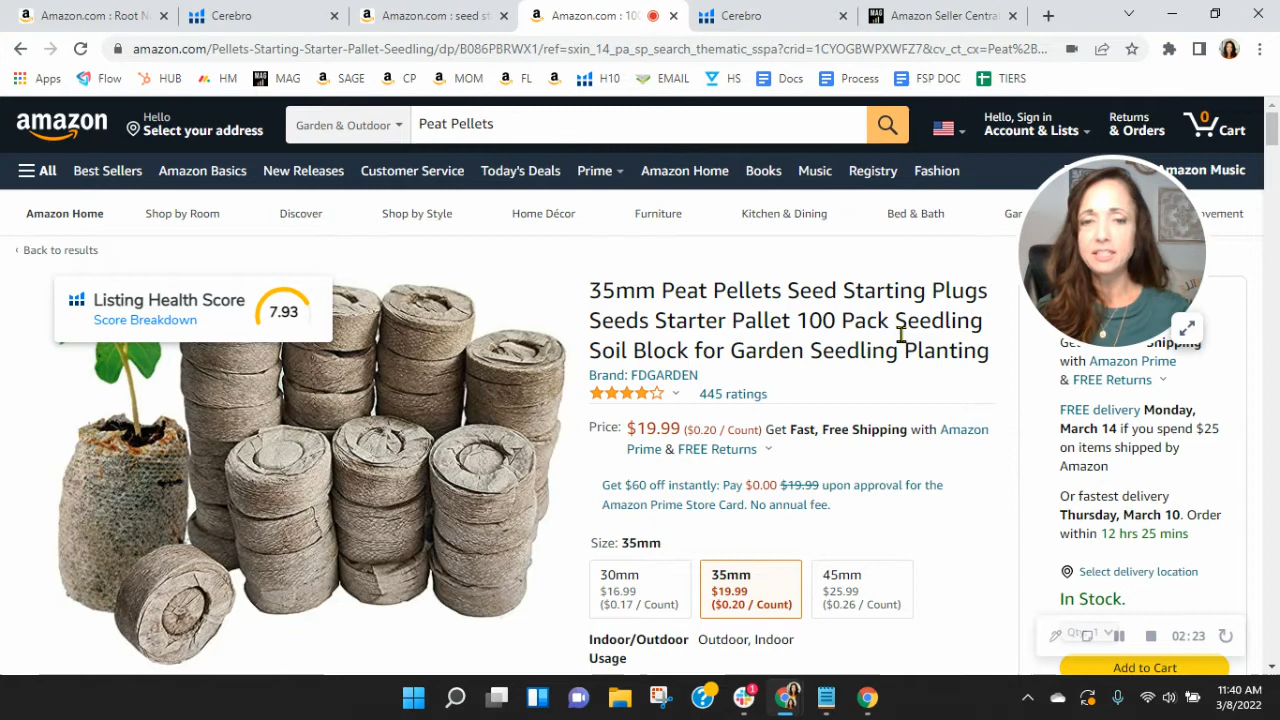 Amazon.com : Root N
Cerebro
Amazon.com : seed st
Amazon.com : 10
Cerebro
MAG
Amazon Seller Centra
amazon.com/Pellets-Starting-Starter-Pallet-Seedling/dp/B086PBRWX1/ref=sxin_14_pa_sp_search_thematic_sspa?crid=1CYOGBWPXWFZ7&cv_ct_cx=Peat%2B...
Apps
Flow
HUB
HM
MAG
MAG
SAGE
CP
MOM
FL
H10
EMAIL
HS
Docs
Process
FSP DOC
TIERS
amazon
Hello
Select your address
Garden & Outdoor
Peat Pellets
Hello, Sign in
Account & Lists
Returns
& Orders
0
Cart
All
Best Sellers
Amazon Basics
New Releases
Customer Service
Today's Deals
Prime
Amazon Home
Books
Music
Registry
Fashion
Amazon Music
Amazon Home
Shop by Room
Discover
Shop by Style
Home Décor
Furniture
Kitchen & Dining
Bed & Bath
Gar
vement
‹ Back to results
Listing Health Score
Score Breakdown
7.93
35mm Peat Pellets Seed Starting Plugs
Seeds Starter Pallet 100 Pack Seedling
Soil Block for Garden Seedling Planting
Brand: FDGARDEN
445 ratings
Price: $19.99 ($0.20 / Count) Get Fast, Free Shipping with Amazon
Prime & FREE Returns
Get $60 off instantly: Pay $0.00 $19.99 upon approval for the
Amazon Prime Store Card. No annual fee.
Size: 35mm
30mm
$16.99
($0.17 / Count)
35mm
$19.99
($0.20 / Count)
45mm
$25.99
($0.26 / Count)
Indoor/Outdoor Outdoor, Indoor
Usage
Get Fast, Free Shipping
with Amazon Prime
& FREE Returns
FREE delivery Monday,
March 14 if you spend $25
on items shipped by
Amazon
Or fastest delivery
Thursday, March 10. Order
within 12 hrs 25 mins
Select delivery location
In Stock.
Qty: 1
02:23
Add to Cart
1
11:40 AM
3/8/2022